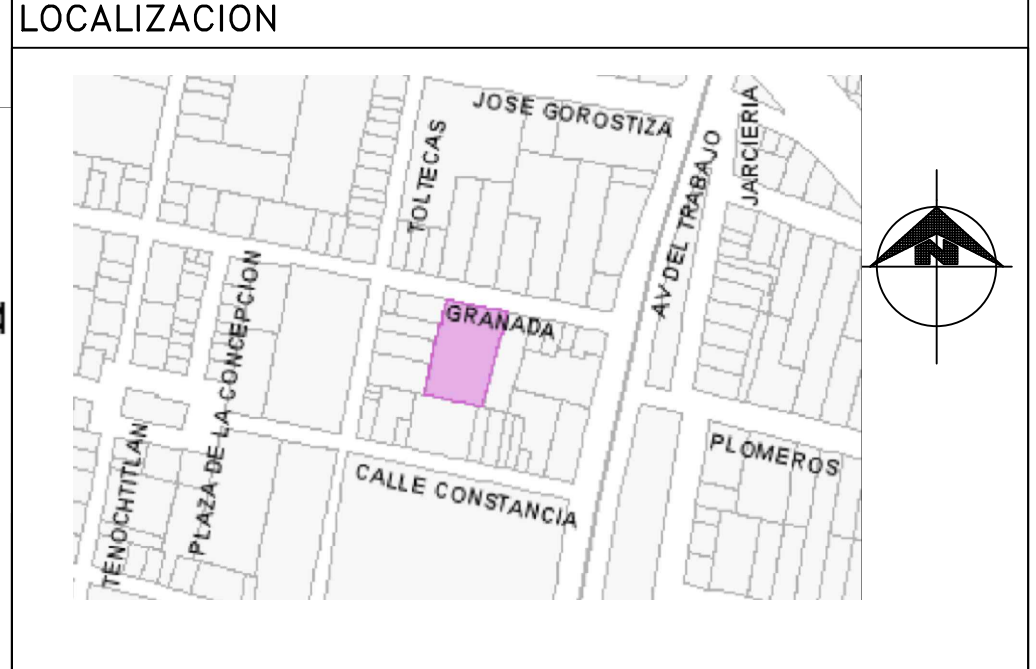 LOCALIZACION
JOSE GOROSTIZA
TOLTECAS
AV DEL TRABAJO
JARCIERIA
N
GRANADA
PLAZA DE LA CONCEPCION
TENOCHTITLAN
CALLE CONSTANCIA
PLOMEROS